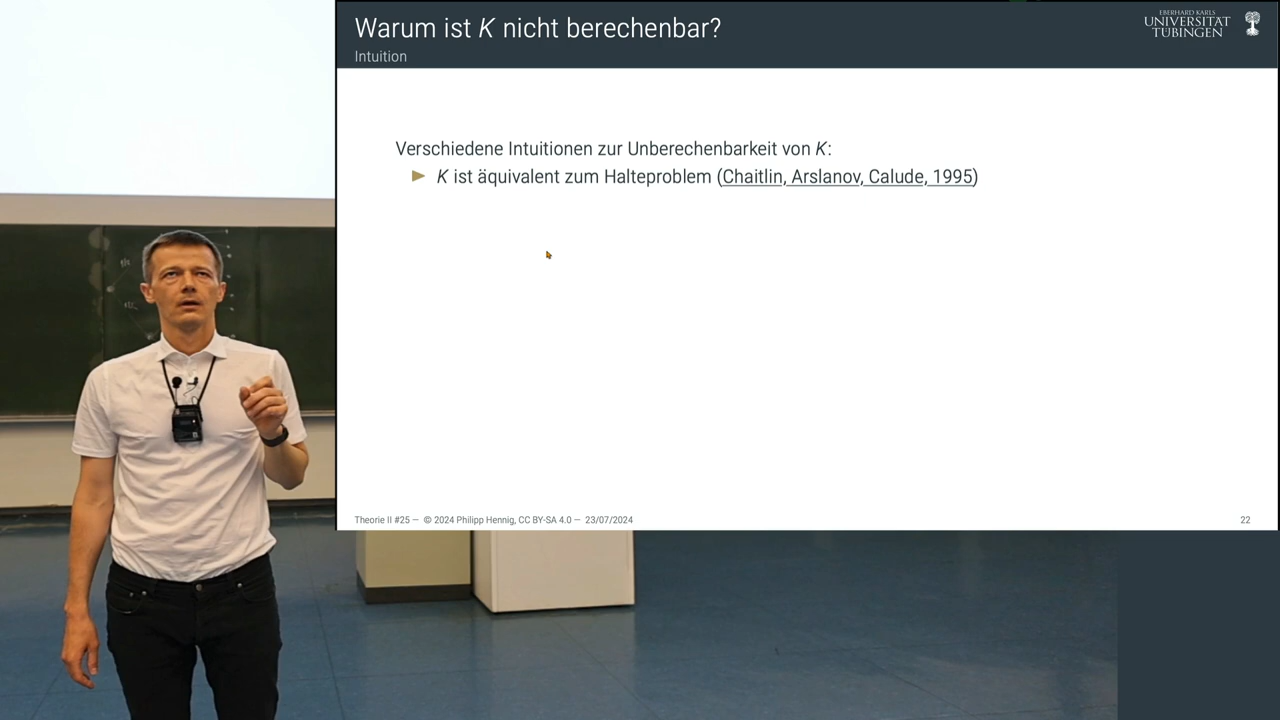 Warum ist K nicht berechenbar?
Intuition
EBERHARD KARLS
UNIVERSITÄT
TÜBINGEN
Verschiedene Intuitionen zur Unberechenbarkeit von K:
K ist äquivalent zum Halteproblem (Chaitlin, Arslanov, Calude, 1995)
Theorie II #25 — © 2024 Philipp Hennig, CC BY-SA 4.0 — 23/07/2024
22